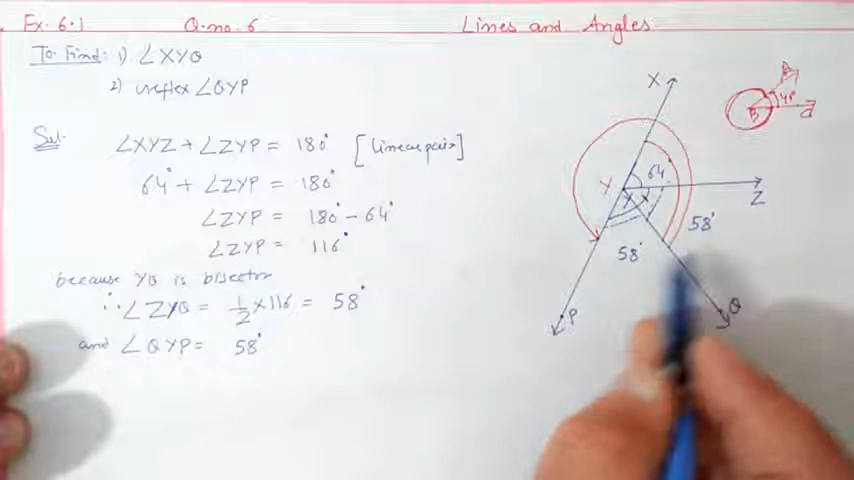 Ex. 6.1 Q.no. 6 Lines and Angles
To Find: 1) ∠XYQ
2) reflex ∠QYP
Sol:
∠XYZ + ∠ZYP = 180° [linear pair]
64° + ∠ZYP = 180°
∠ZYP = 180° - 64°
∠ZYP = 116°
because YQ is bisector
∴ ∠ZYQ = 1/2 × 116 = 58°
and ∠QYP = 58°
X
64°
Y
Z
58°
58°
P
Q
B